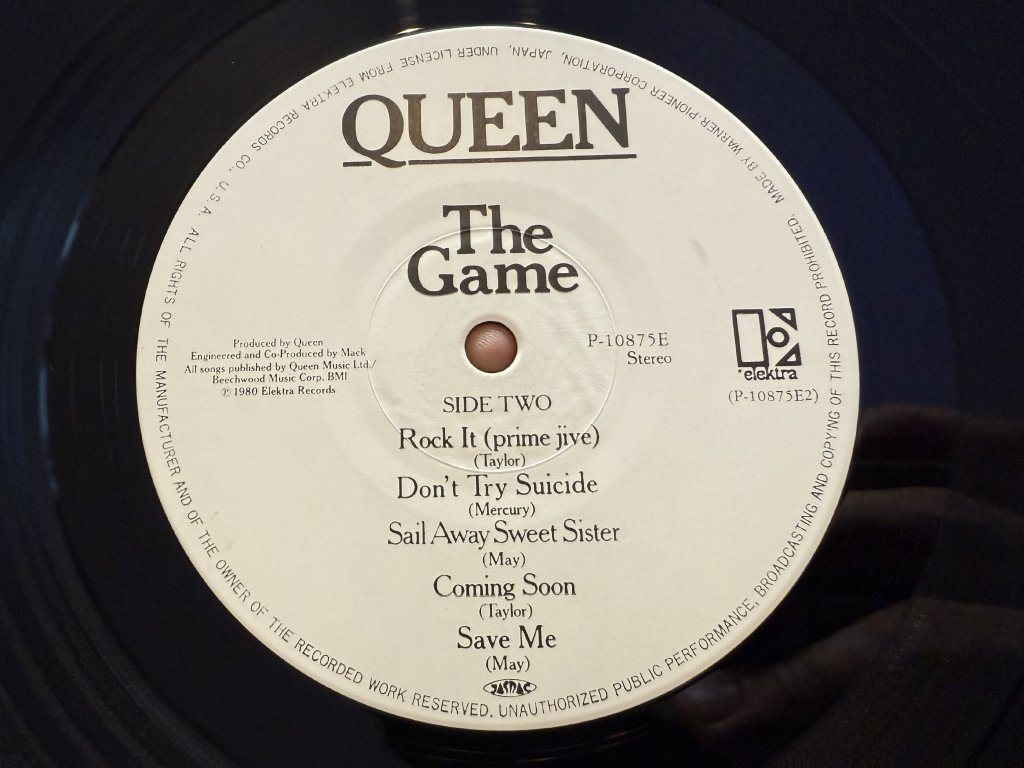 QUEEN
The
Game
Produced by Queen
Engineered and Co-Produced by Mack
All songs published by Queen Music Ltd./
Beechwood Music Corp. BMI
℗ 1980 Elektra Records
P-10875E
Stereo
elektra
(P-10875E2)
SIDE TWO
Rock It (prime jive)
(Taylor)
Don't Try Suicide
(Mercury)
Sail Away Sweet Sister
(May)
Coming Soon
(Taylor)
Save Me
(May)
JASRAC
ALL RIGHTS OF THE MANUFACTURER AND OF THE OWNER OF THE RECORDED WORK RESERVED. UNAUTHORIZED PUBLIC PERFORMANCE, BROADCASTING AND COPYING OF THIS RECORD PROHIBITED. MADE BY WARNER-PIONEER CORPORATION, JAPAN, UNDER LICENSE FROM ELEKTRA RECORDS CO., U.S.A.